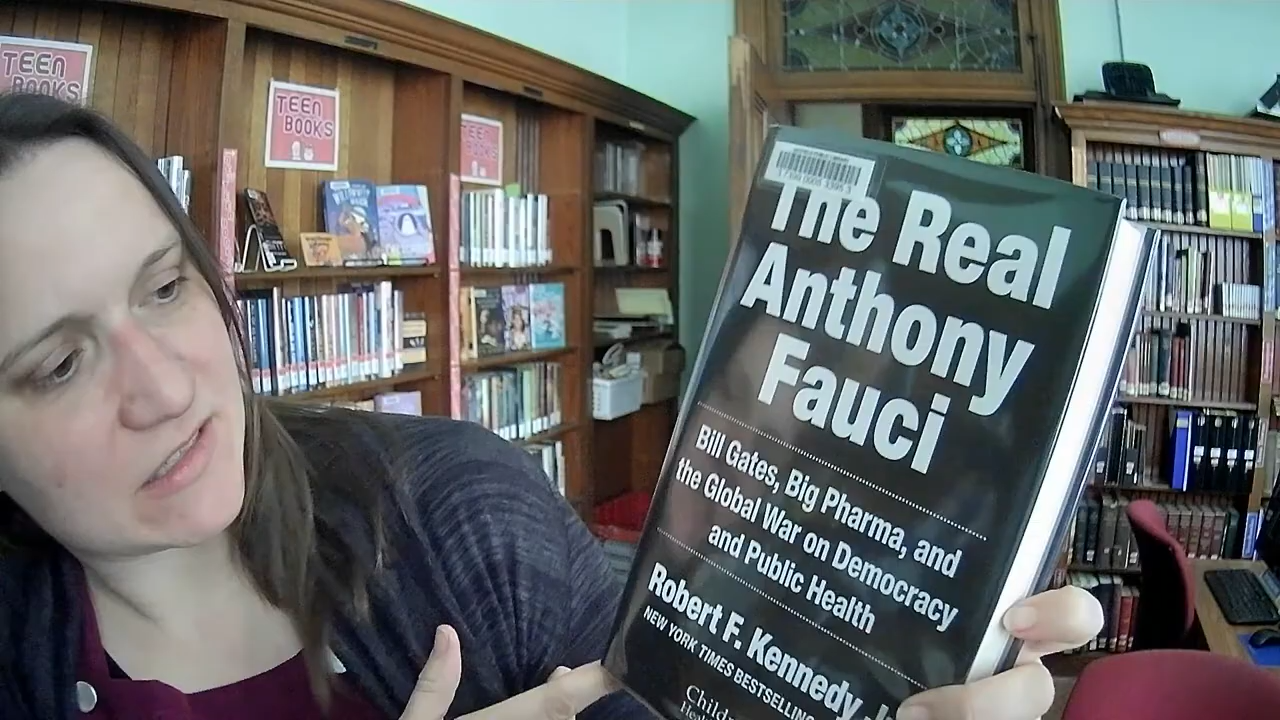 TEEN
BOOKS
TEEN
BOOKS
TEEN
BOOKS
The Real
Anthony
Fauci
Bill Gates, Big Pharma, and
the Global War on Democracy
and Public Health
Robert F. Kennedy
NEW YORK TIMES BESTSELLING